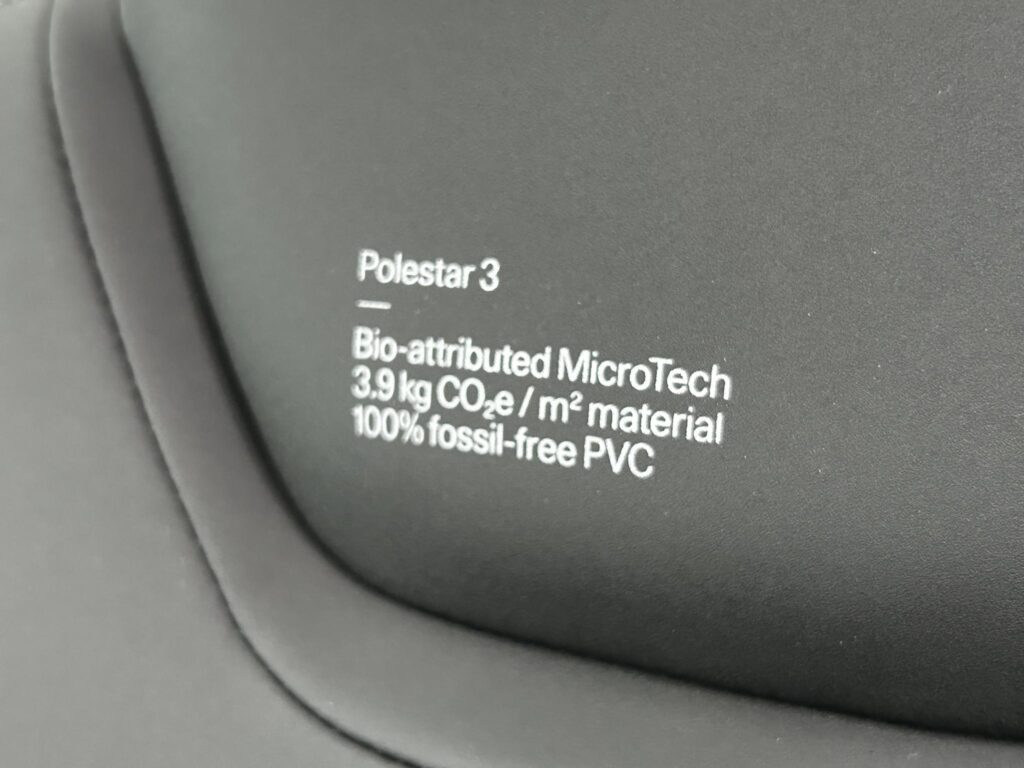 Polestar 3
—
Bio-attributed MicroTech
3.9 kg CO₂e / m² material
100% fossil-free PVC